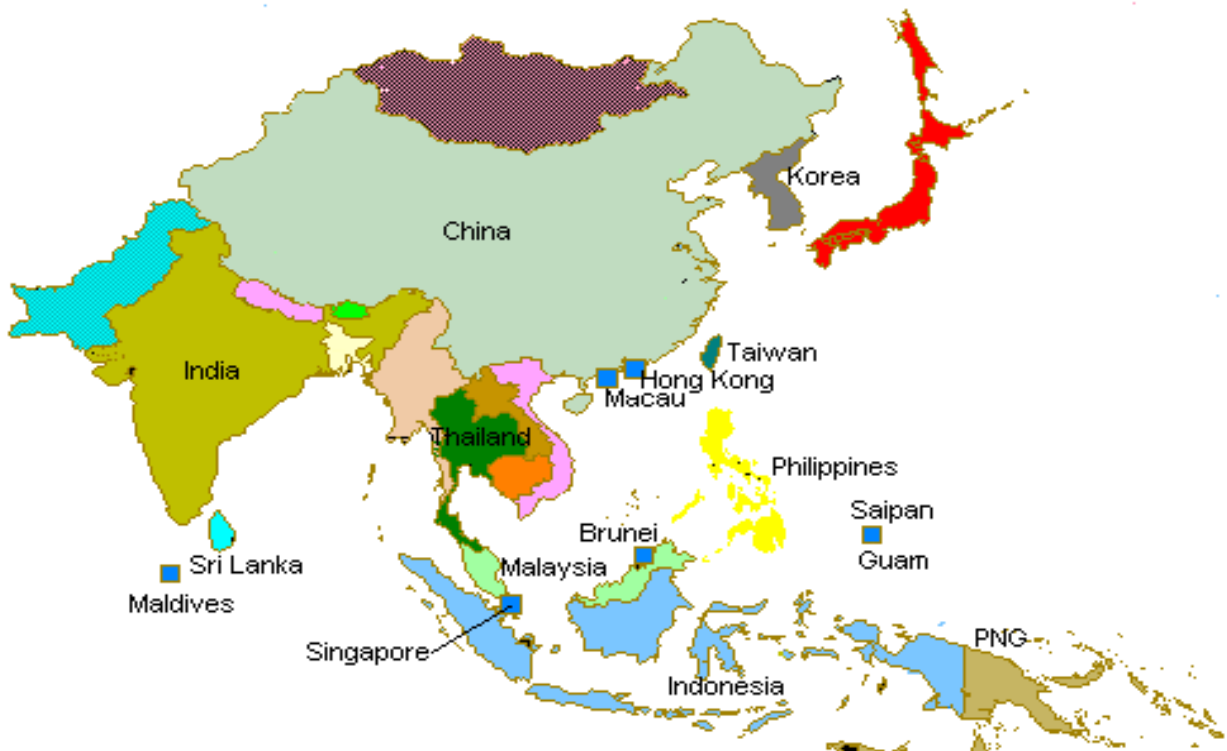 Korea
China
Taiwan
India
Hong Kong
Macau
Thailand
Philippines
Saipan
Brunei
Guam
Sri Lanka
Malaysia
Maldives
PNG
Singapore
Indonesia